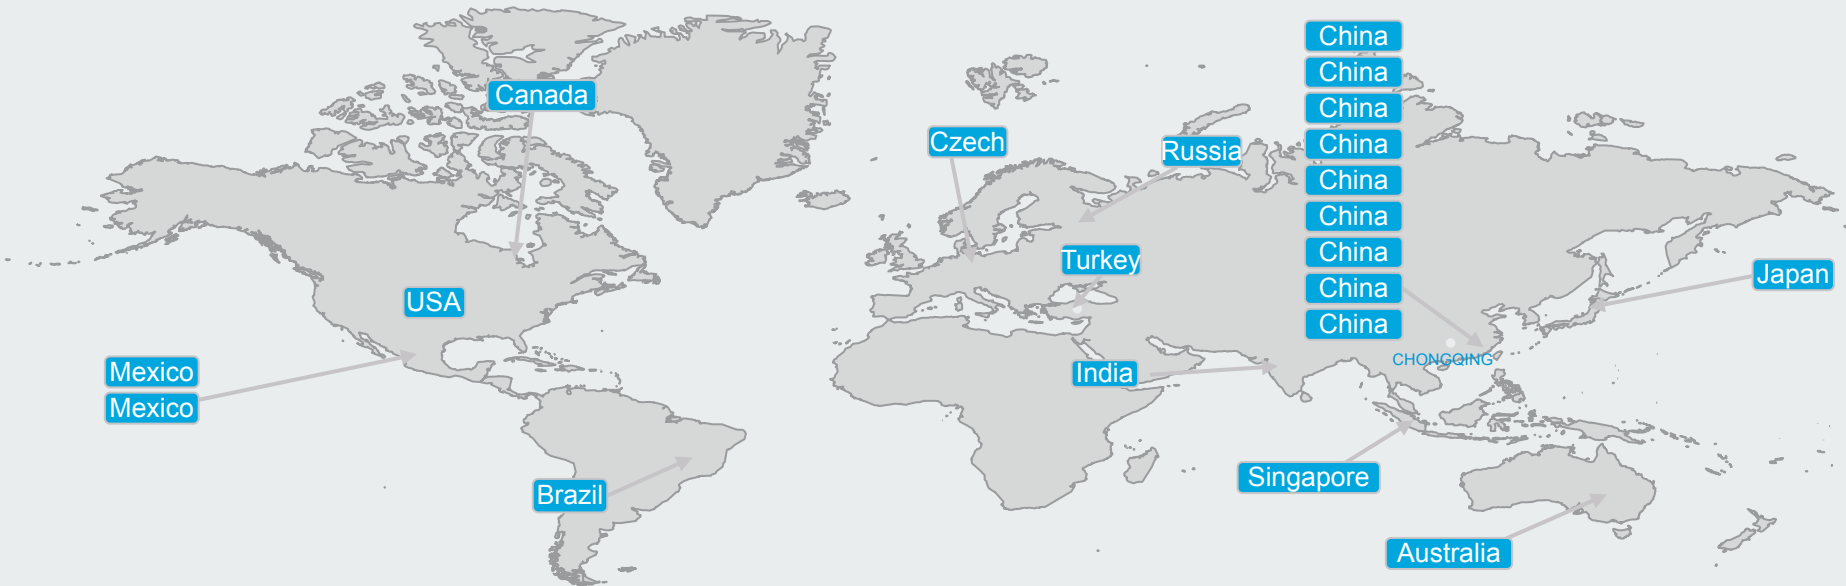 China
China
Canada
China
Czech
China
Russia
China
China
China
Turkey
China
Japan
USA
China
CHONGQING
Mexico
India
Mexico
Singapore
Brazil
Australia